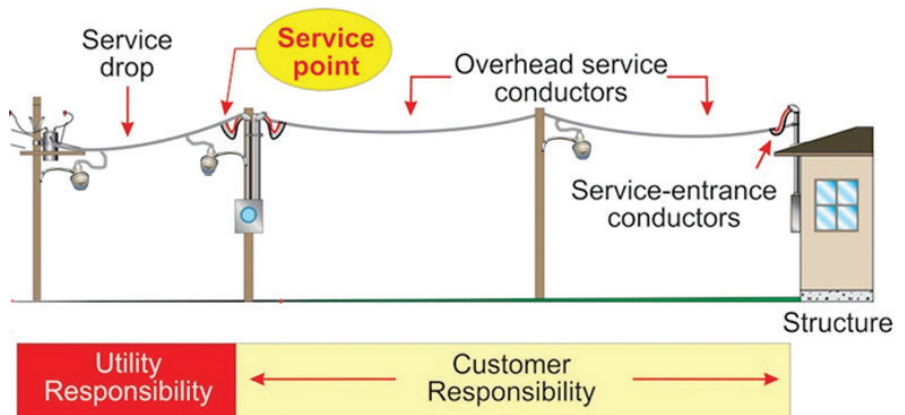 Service
drop
Service
point
Overhead service
conductors
Service-entrance
conductors
Structure
Utility
Responsibility
Customer
Responsibility